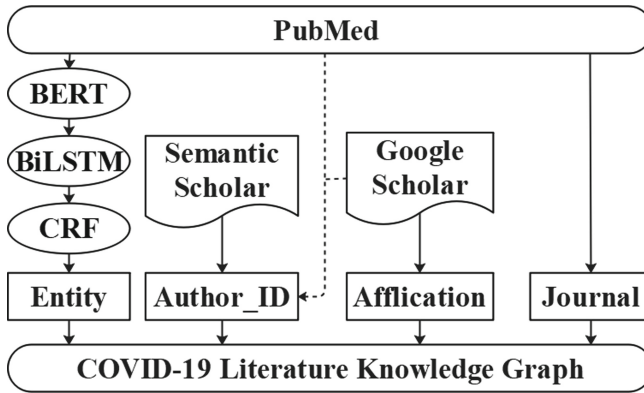 PubMed
BERT
BiLSTM
CRF
Semantic
Scholar
Google
Scholar
Entity
Author_ID
Afflication
Journal
COVID-19 Literature Knowledge Graph